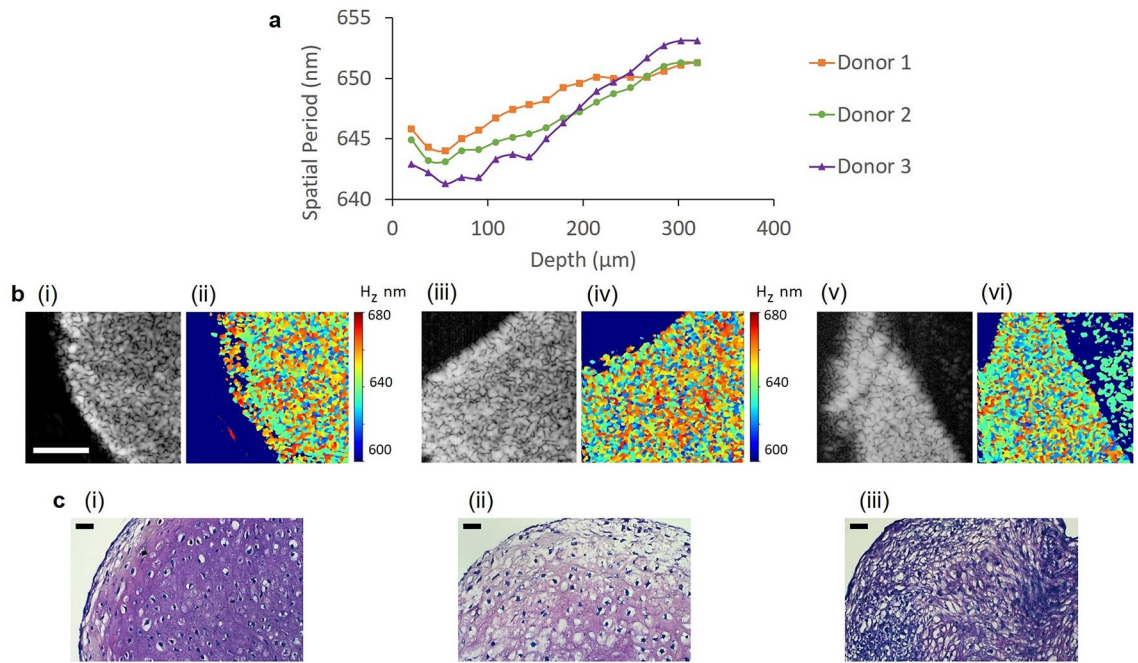 a
655
650
645
640
Spatial Period (nm)
0 100 200 300 400
Depth (µm)
Donor 1
Donor 2
Donor 3
b (i) (ii) Hz nm (iii) (iv) Hz nm (v) (vi)
680 680
640 640
600 600
c (i) (ii) (iii)